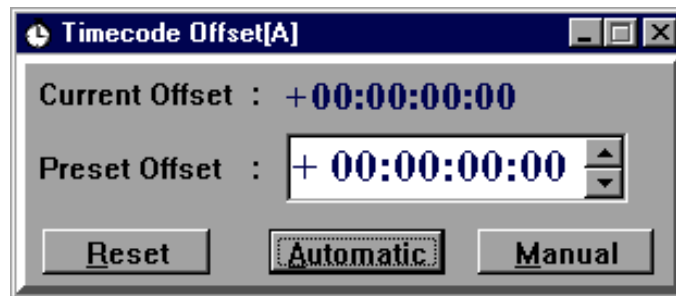 Timecode Offset[A]
Current Offset : +00:00:00:00
Preset Offset : + 00:00:00:00
Reset Automatic Manual